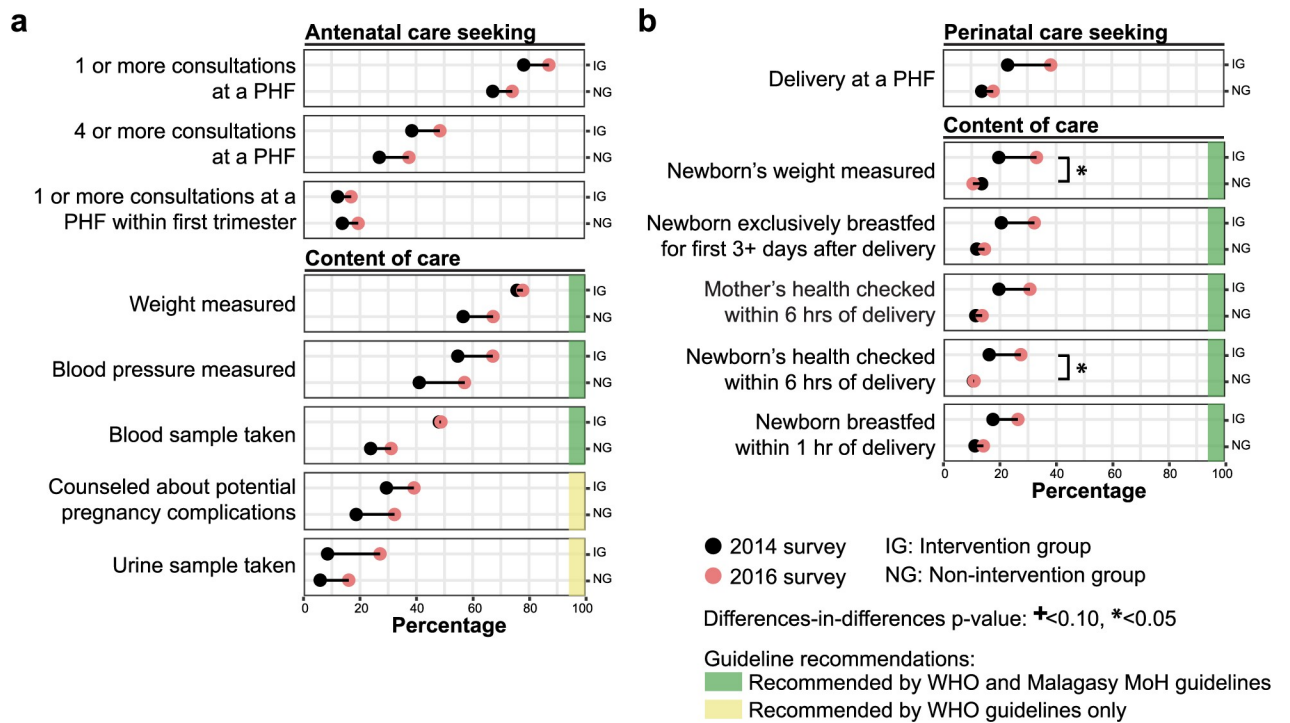 a
Antenatal care seeking
1 or more consultations
at a PHF
IG
NG
4 or more consultations
at a PHF
IG
NG
1 or more consultations at a
PHF within first trimester
IG
NG
Content of care
Weight measured
IG
NG
Blood pressure measured
IG
NG
Blood sample taken
IG
NG
Counseled about potential
pregnancy complications
IG
NG
Urine sample taken
IG
NG
0 20 40 60 80 100
Percentage
b
Perinatal care seeking
Delivery at a PHF
IG
NG
Content of care
Newborn's weight measured
IG
NG
*
Newborn exclusively breastfed
for first 3+ days after delivery
IG
NG
Mother's health checked
within 6 hrs of delivery
IG
NG
Newborn's health checked
within 6 hrs of delivery
IG
NG
*
Newborn breastfed
within 1 hr of delivery
IG
NG
0 20 40 60 80 100
Percentage
2014 survey IG: Intervention group
2016 survey NG: Non-intervention group
Differences-in-differences p-value: +<0.10, *<0.05
Guideline recommendations:
Recommended by WHO and Malagasy MoH guidelines
Recommended by WHO guidelines only